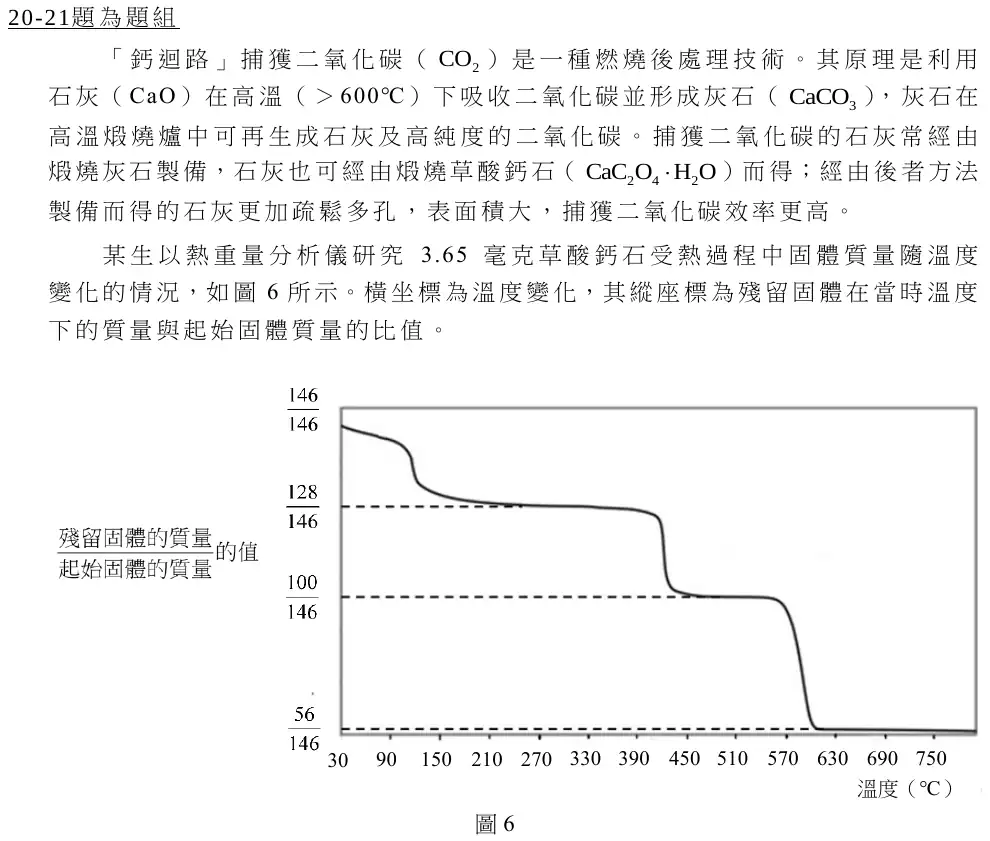 20-21題為題組
「鈣迴路」捕獲二氧化碳（CO₂）是一種燃燒後處理技術。其原理是利用
石灰（CaO）在高溫（＞600℃）下吸收二氧化碳並形成灰石（CaCO₃），灰石在
高溫煅燒爐中可再生成石灰及高純度的二氧化碳。捕獲二氧化碳的石灰常經由
煅燒灰石製備，石灰也可經由煅燒草酸鈣石（CaC₂O₄·H₂O）而得；經由後者方法
製備而得的石灰更加疏鬆多孔，表面積大，捕獲二氧化碳效率更高。
某生以熱重量分析儀研究 3.65 毫克草酸鈣石受熱過程中固體質量隨溫度
變化的情況，如圖 6 所示。橫坐標為溫度變化，其縱座標為殘留固體在當時溫度
下的質量與起始固體質量的比值。
146
146
128
146
殘留固體的質量
起始固體的質量
的值
100
146
56
146
30 90 150 210 270 330 390 450 510 570 630 690 750
溫度（℃）
圖 6